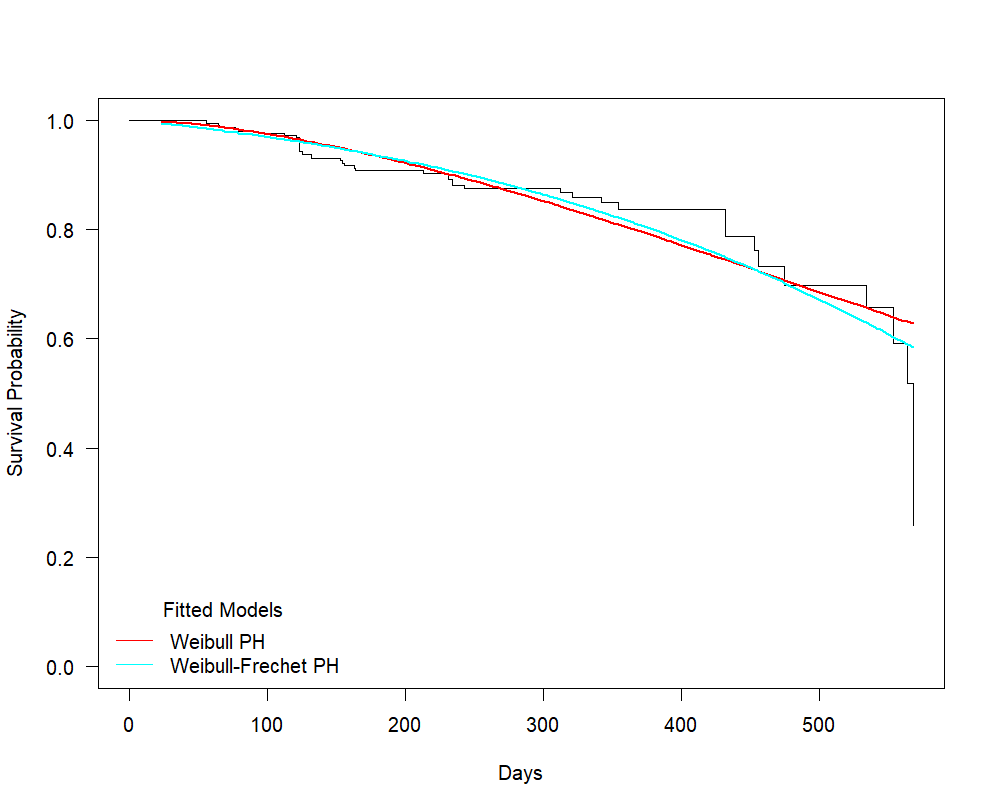 1.0
0.8
0.6
0.4
0.2
0.0
Survival Probability
Fitted Models
Weibull PH
Weibull-Frechet PH
0 100 200 300 400 500
Days